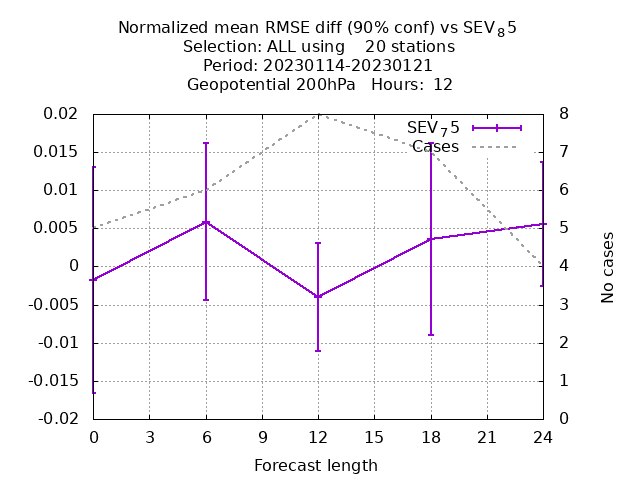 Normalized mean RMSE diff (90% conf) vs SEV₈5
Selection: ALL using    20 stations
Period: 20230114-20230121
Geopotential 200hPa   Hours:  12
0.02
0.015
0.01
0.005
0
-0.005
-0.01
-0.015
-0.02
SEV₇5
Cases
8
7
6
5
4
3
2
1
0
No cases
0 3 6 9 12 15 18 21 24
Forecast length